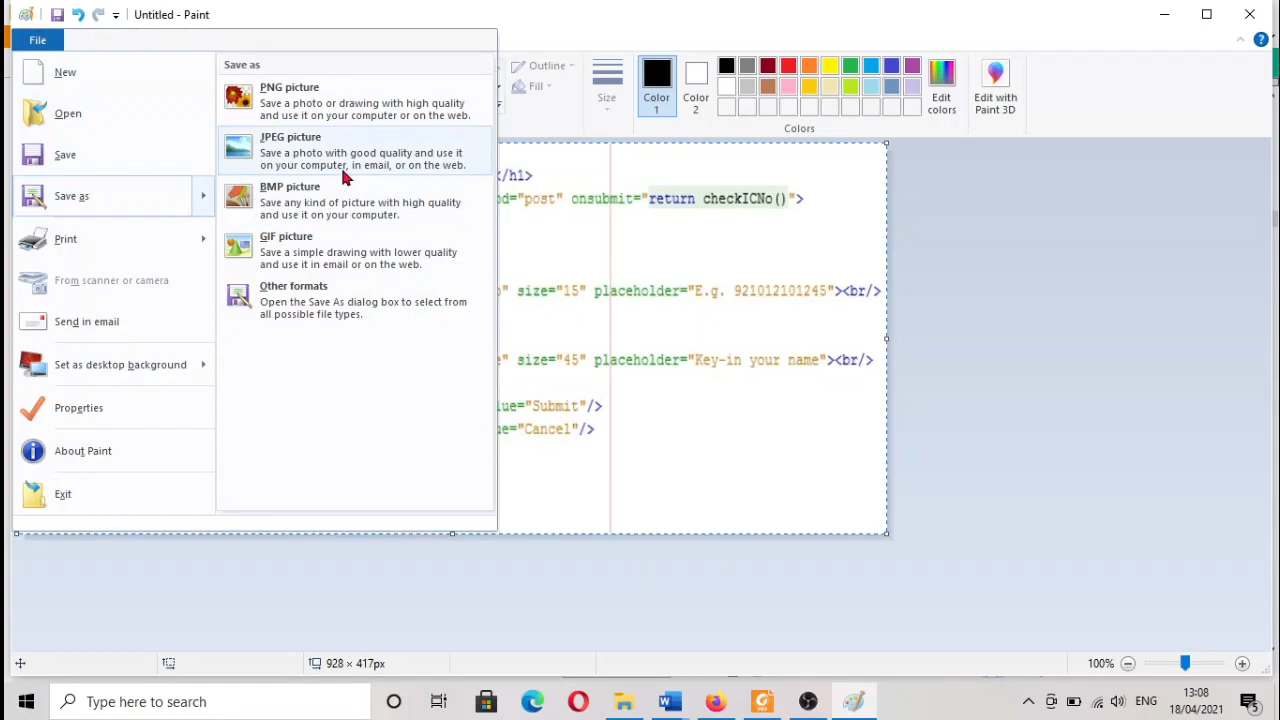 Untitled - Paint
File
New
Open
Save
Save as
Print
From scanner or camera
Send in email
Set as desktop background
Properties
About Paint
Exit
Save as
PNG picture
Save a photo or drawing with high quality
and use it on your computer or on the web.
JPEG picture
Save a photo with good quality and use it
on your computer, in email, or on the web.
BMP picture
Save any kind of picture with high quality
and use it on your computer.
GIF picture
Save a simple drawing with lower quality
and use it in email or on the web.
Other formats
Open the Save As dialog box to select from
all possible file types.
Outline
Fill
Size
Color
1
Color
2
Edit
colors
Edit with
Paint 3D
Colors
</h1>
od="post" onsubmit="return checkICNo()">
" size="15" placeholder="E.g. 921012101245"><br/>
" size="45" placeholder="Key-in your name"><br/>
lue="Submit"/>
e="Cancel"/>
928 × 417px
100%
Type here to search
ENG
13:08
18/04/2021
5